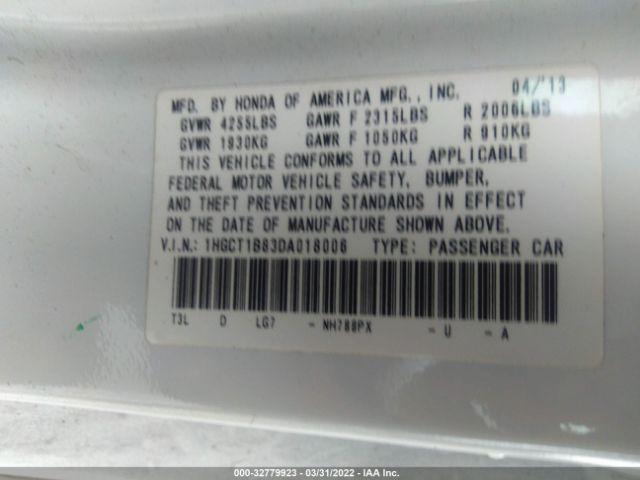 MFD. BY HONDA OF AMERICA MFG., INC. 04/'13
GVWR 4255LBS GAWR F 2315LBS R 2006LBS
GVWR 1930KG GAWR F 1050KG R 910KG
THIS VEHICLE CONFORMS TO ALL APPLICABLE
FEDERAL MOTOR VEHICLE SAFETY, BUMPER,
AND THEFT PREVENTION STANDARDS IN EFFECT
ON THE DATE OF MANUFACTURE SHOWN ABOVE.
V.I.N.: 1HGCT1B83DA018006 TYPE: PASSENGER CAR
T3L D LG7 - NH788PX - U - A
000-32779923 - 03/31/2022 - IAA Inc.